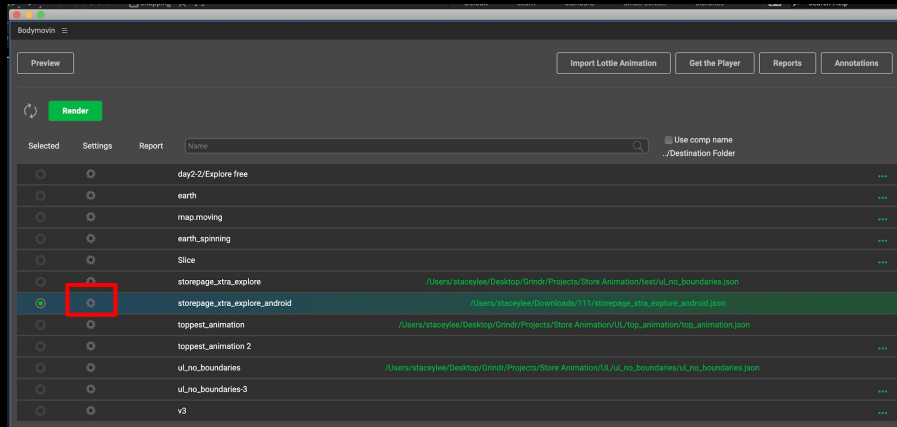 Bodymovin
Preview Import Lottie Animation Get the Player Reports Annotations
Render
Selected Settings Report Name Use comp name
../Destination Folder
day2-2/Explore free ...
earth ...
map.moving ...
earth_spinning ...
Slice ...
storepage_xtra_explore /Users/staceylee/Desktop/Grindr/Projects/Store Animation/test/ul_no_boundaries.json
storepage_xtra_explore_android /Users/staceylee/Downloads/111/storepage_xtra_explore_android.json
toppest_animation /Users/staceylee/Desktop/Grindr/Projects/Store Animation/UL/top_animation/top_animation.json
toppest_animation 2 ...
ul_no_boundaries /Users/staceylee/Desktop/Grindr/Projects/Store Animation/UL/ul_no_boundaries/ul_no_boundaries.json
ul_no_boundaries-3 ...
v3 ...